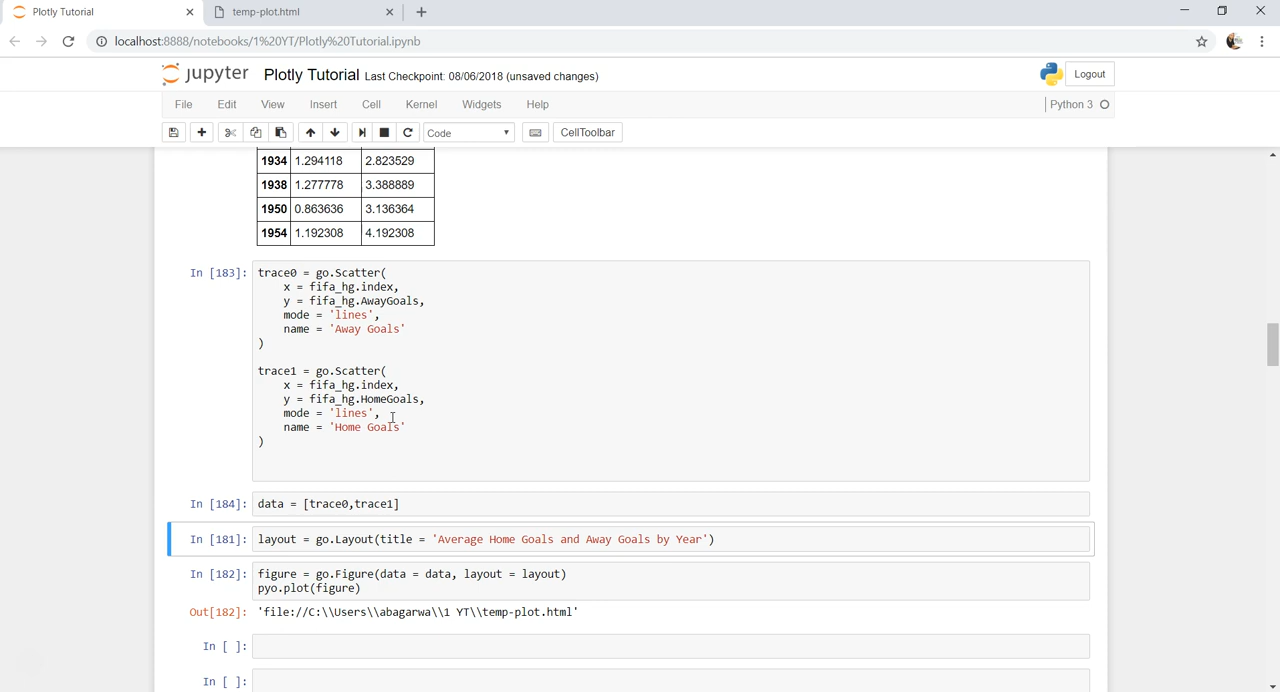 Plotly Tutorial
temp-plot.html
localhost:8888/notebooks/1%20YT/Plotly%20Tutorial.ipynb
jupyter Plotly Tutorial Last Checkpoint: 08/06/2018 (unsaved changes)
Logout
File Edit View Insert Cell Kernel Widgets Help
Python 3
Code
CellToolbar
1934 1.294118 2.823529
1938 1.277778 3.388889
1950 0.863636 3.136364
1954 1.192308 4.192308
In [183]: trace0 = go.Scatter(
x = fifa_hg.index,
y = fifa_hg.AwayGoals,
mode = 'lines',
name = 'Away Goals'
)
trace1 = go.Scatter(
x = fifa_hg.index,
y = fifa_hg.HomeGoals,
mode = 'lines',
name = 'Home Goals'
)
In [184]: data = [trace0,trace1]
In [181]: layout = go.Layout(title = 'Average Home Goals and Away Goals by Year')
In [182]: figure = go.Figure(data = data, layout = layout)
pyo.plot(figure)
Out[182]: 'file://C:\\Users\\abagarwa\\1 YT\\temp-plot.html'
In [ ]:
In [ ]: